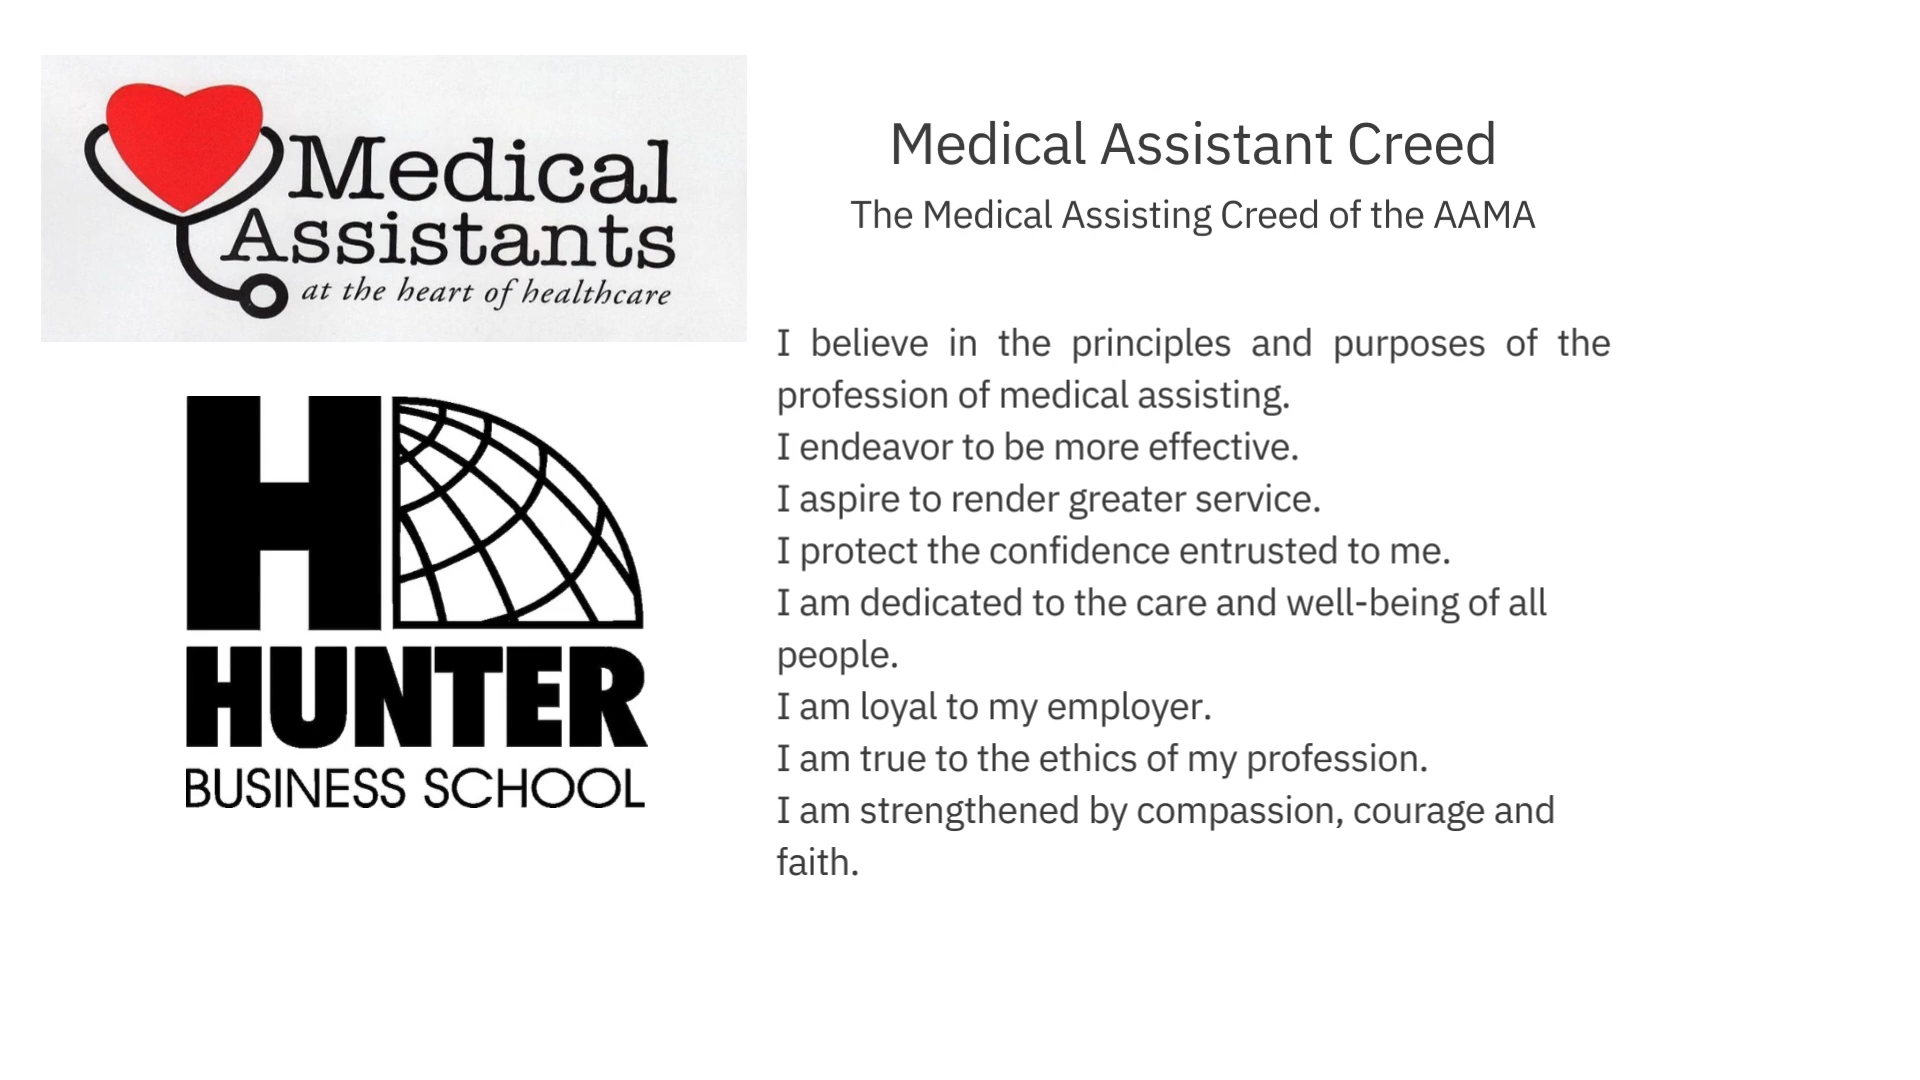 Medical
Assistants
at the heart of healthcare
H
HUNTER
BUSINESS SCHOOL
Medical Assistant Creed
The Medical Assisting Creed of the AAMA
I believe in the principles and purposes of the
profession of medical assisting.
I endeavor to be more effective.
I aspire to render greater service.
I protect the confidence entrusted to me.
I am dedicated to the care and well-being of all
people.
I am loyal to my employer.
I am true to the ethics of my profession.
I am strengthened by compassion, courage and
faith.